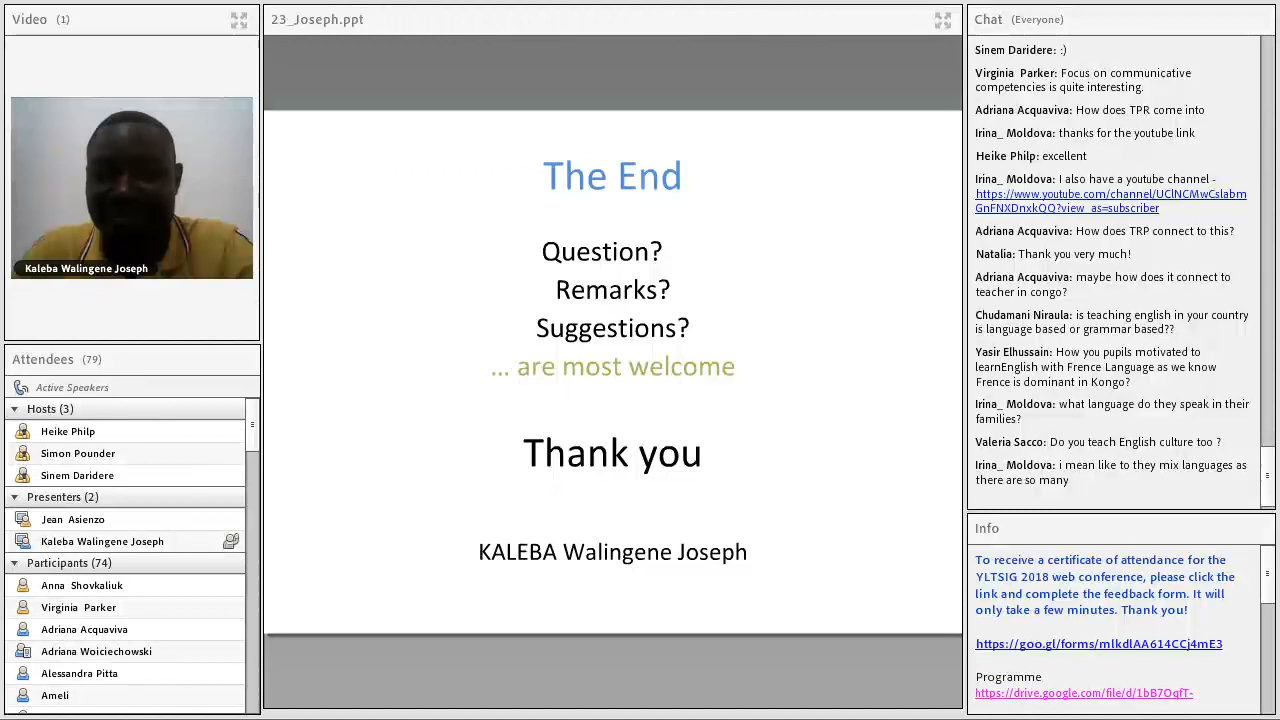 Video (1)
Kaleba Walingene Joseph
Attendees (79)
Active Speakers
Hosts (3)
Heike Philp
Simon Pounder
Sinem Daridere
Presenters (2)
Jean Asienzo
Kaleba Walingene Joseph
Participants (74)
Anna Shovkaliuk
Virginia Parker
Adriana Acquaviva
Adriana Woiciechowski
Alessandra Pitta
Ameli
23_Joseph.ppt
The End
Question?
Remarks?
Suggestions?
... are most welcome
Thank you
KALEBA Walingene Joseph
Chat (Everyone)
Sinem Daridere: :)
Virginia Parker: Focus on communicative
competencies is quite interesting.
Adriana Acquaviva: How does TPR come into
Irina_ Moldova: thanks for the youtube link
Heike Philp: excellent
Irina_ Moldova: I also have a youtube channel -
https://www.youtube.com/channel/UClNCMwCslabm
GnFNXDnxkQQ?view_as=subscriber
Adriana Acquaviva: How does TRP connect to this?
Natalia: Thank you very much!
Adriana Acquaviva: maybe how does it connect to
teacher in congo?
Chudamani Niraula: is teaching english in your country
is language based or grammar based??
Yasir Elhussain: How you pupils motivated to
learnEnglish with Frence Language as we know
Frence is dominant in Kongo?
Irina_ Moldova: what language do they speak in their
families?
Valeria Sacco: Do you teach English culture too ?
Irina_ Moldova: i mean like to they mix languages as
there are so many
Info
To receive a certificate of attendance for the
YLTSIG 2018 web conference, please click the
link and complete the feedback form. It will
only take a few minutes. Thank you!
https://goo.gl/forms/mlkdlAA614CCj4mE3
Programme
https://drive.google.com/file/d/1bB7OqfT-